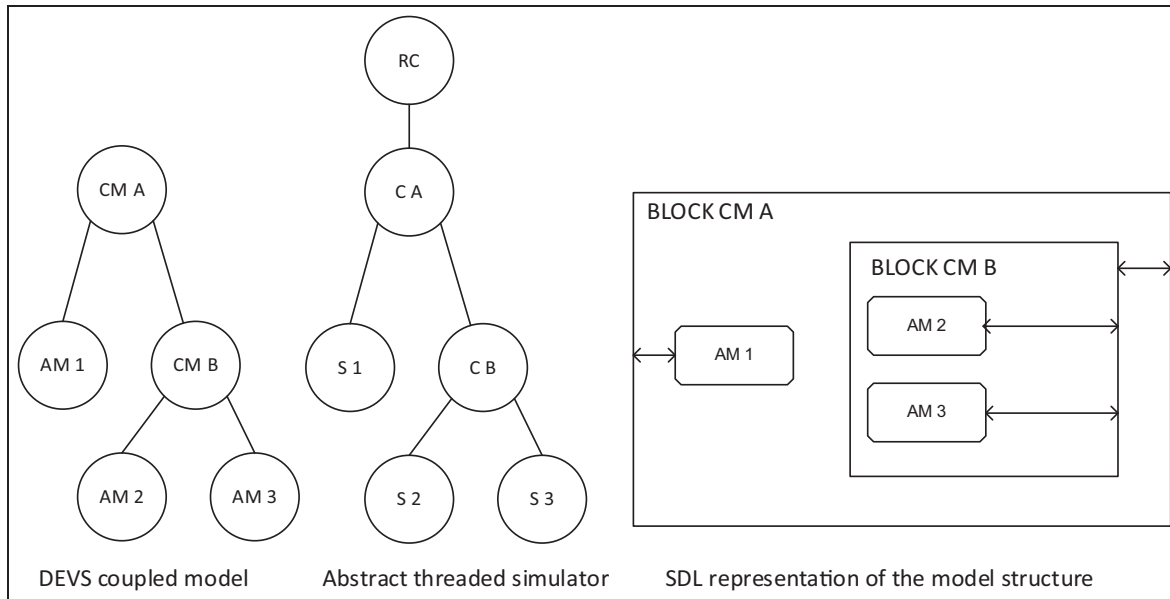 RC
CM A
C A
AM 1
CM B
AM 2
AM 3
S 1
C B
S 2
S 3
BLOCK CM A
BLOCK CM B
AM 1
AM 2
AM 3
DEVS coupled model
Abstract threaded simulator
SDL representation of the model structure